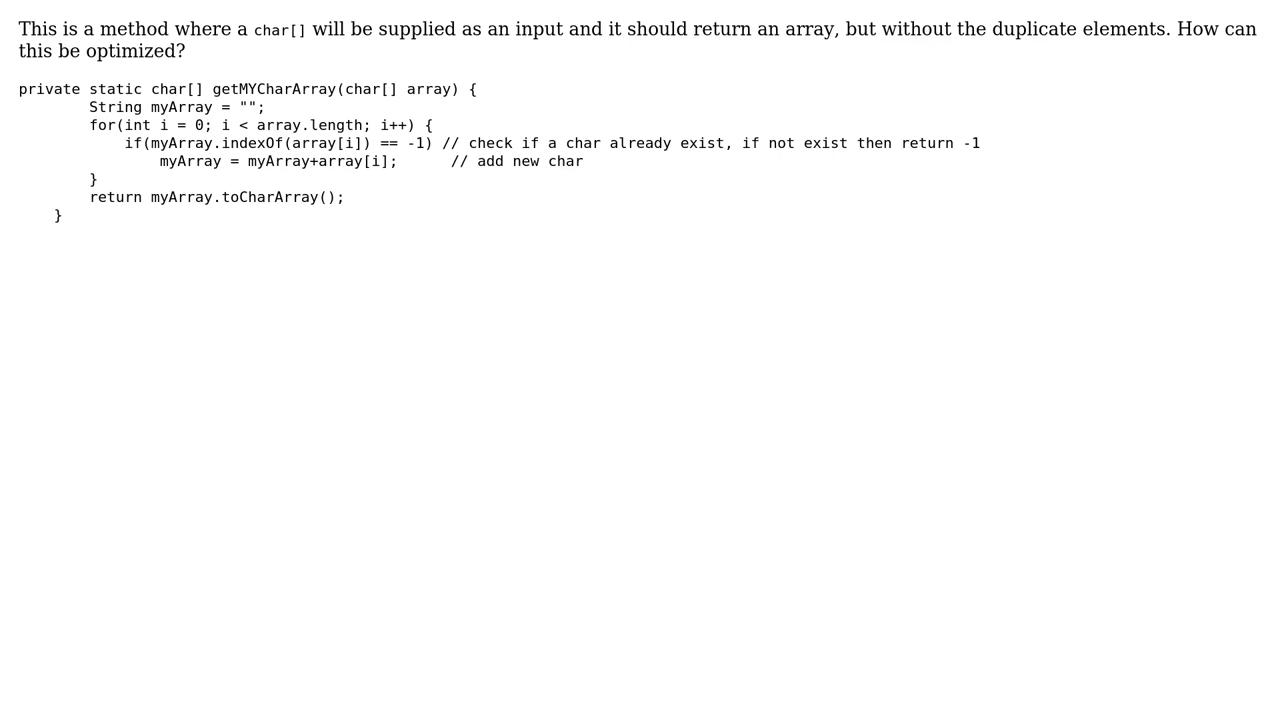 This is a method where a char[] will be supplied as an input and it should return an array, but without the duplicate elements. How can
this be optimized?
private static char[] getMYCharArray(char[] array) {
        String myArray = "";
        for(int i = 0; i < array.length; i++) {
            if(myArray.indexOf(array[i]) == -1) // check if a char already exist, if not exist then return -1
                myArray = myArray+array[i];      // add new char
        }
        return myArray.toCharArray();
    }